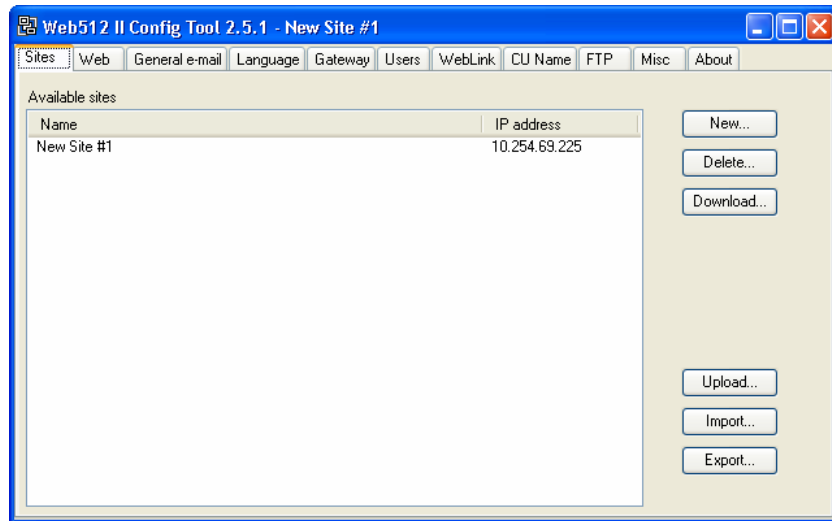 Web512 II Config Tool 2.5.1 - New Site #1
Sites Web General e-mail Language Gateway Users WebLink CU Name FTP Misc About
Available sites
Name IP address
New Site #1 10.254.69.225
New...
Delete...
Download...
Upload...
Import...
Export...